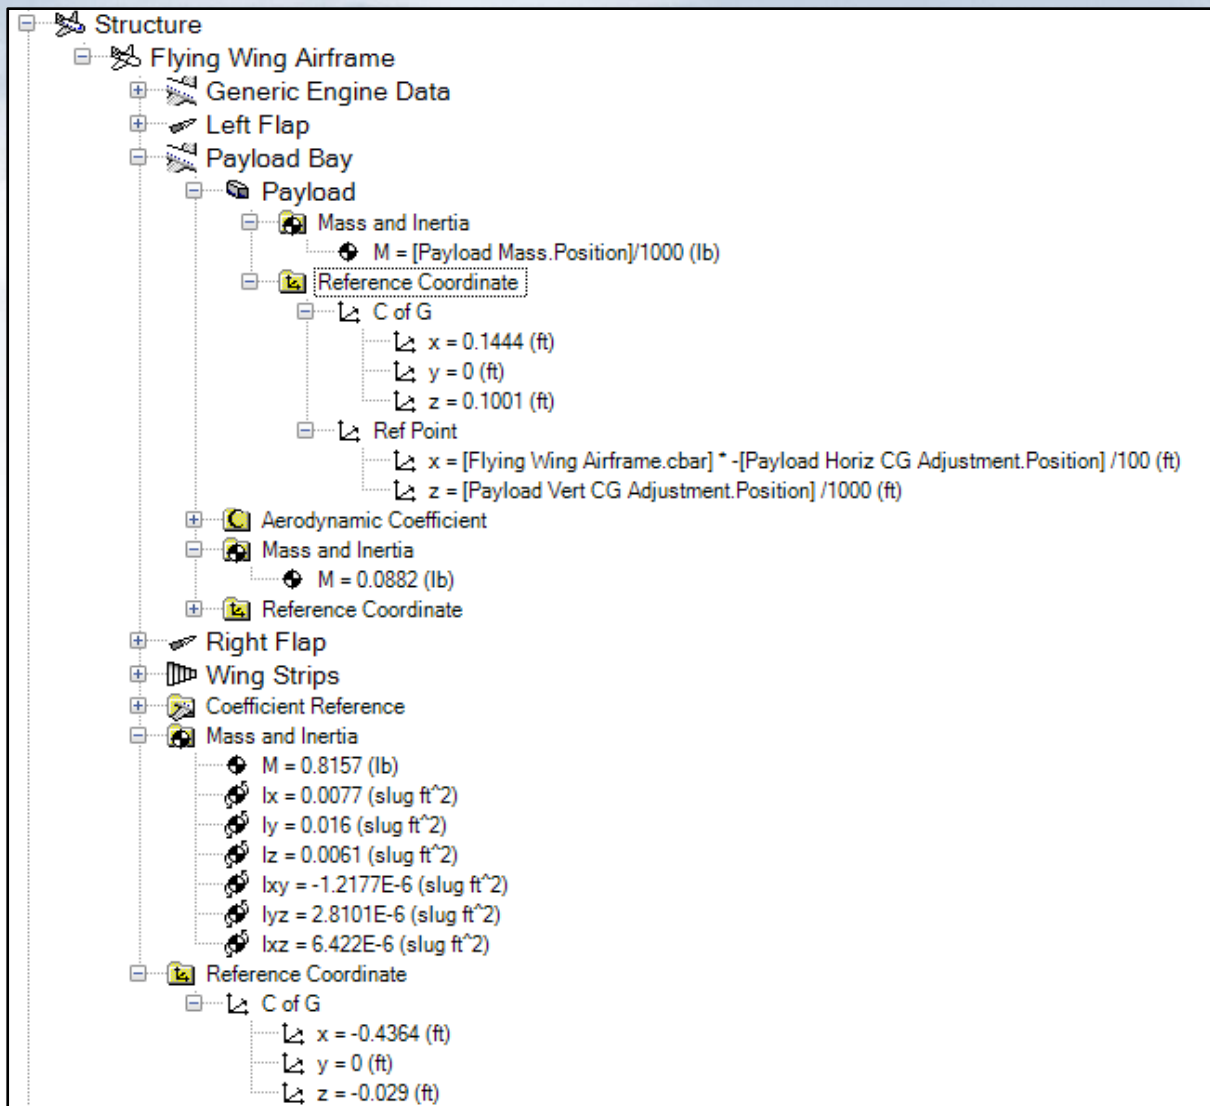 Structure
Flying Wing Airframe
Generic Engine Data
Left Flap
Payload Bay
Payload
Mass and Inertia
M = [Payload Mass.Position]/1000 (lb)
Reference Coordinate
C of G
x = 0.1444 (ft)
y = 0 (ft)
z = 0.1001 (ft)
Ref Point
x = [Flying Wing Airframe.cbar] * -[Payload Horiz CG Adjustment.Position] /100 (ft)
z = [Payload Vert CG Adjustment.Position] /1000 (ft)
Aerodynamic Coefficient
Mass and Inertia
M = 0.0882 (lb)
Reference Coordinate
Right Flap
Wing Strips
Coefficient Reference
Mass and Inertia
M = 0.8157 (lb)
Ix = 0.0077 (slug ft^2)
Iy = 0.016 (slug ft^2)
Iz = 0.0061 (slug ft^2)
Ixy = -1.2177E-6 (slug ft^2)
Iyz = 2.8101E-6 (slug ft^2)
Ixz = 6.422E-6 (slug ft^2)
Reference Coordinate
C of G
x = -0.4364 (ft)
y = 0 (ft)
z = -0.029 (ft)